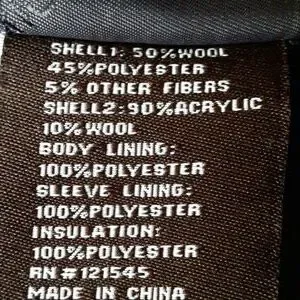 SHELL1: 50%WOOL
45%POLYESTER
5% OTHER FIBERS
SHELL2:90%ACRYLIC
10%WOOL
BODY LINING:
100%POLYESTER
SLEEVE LINING:
100%POLYESTER
INSULATION:
100%POLYESTER
RN#121545
MADE IN CHINA